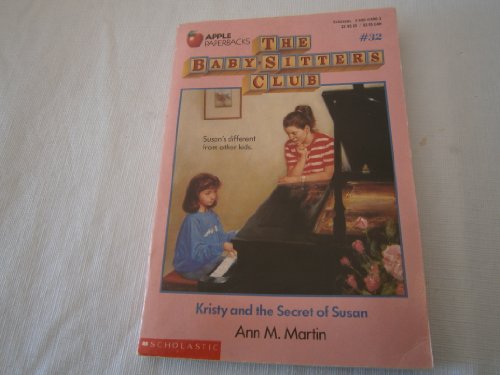 APPLE
PAPERBACKS
THE
BABY-SITTERS
CLUB
#32
Susan's different
from other kids.
Kristy and the Secret of Susan
Ann M. Martin
SCHOLASTIC